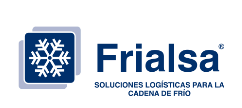 Frialsa®
SOLUCIONES LOGÍSTICAS PARA LA
CADENA DE FRÍO